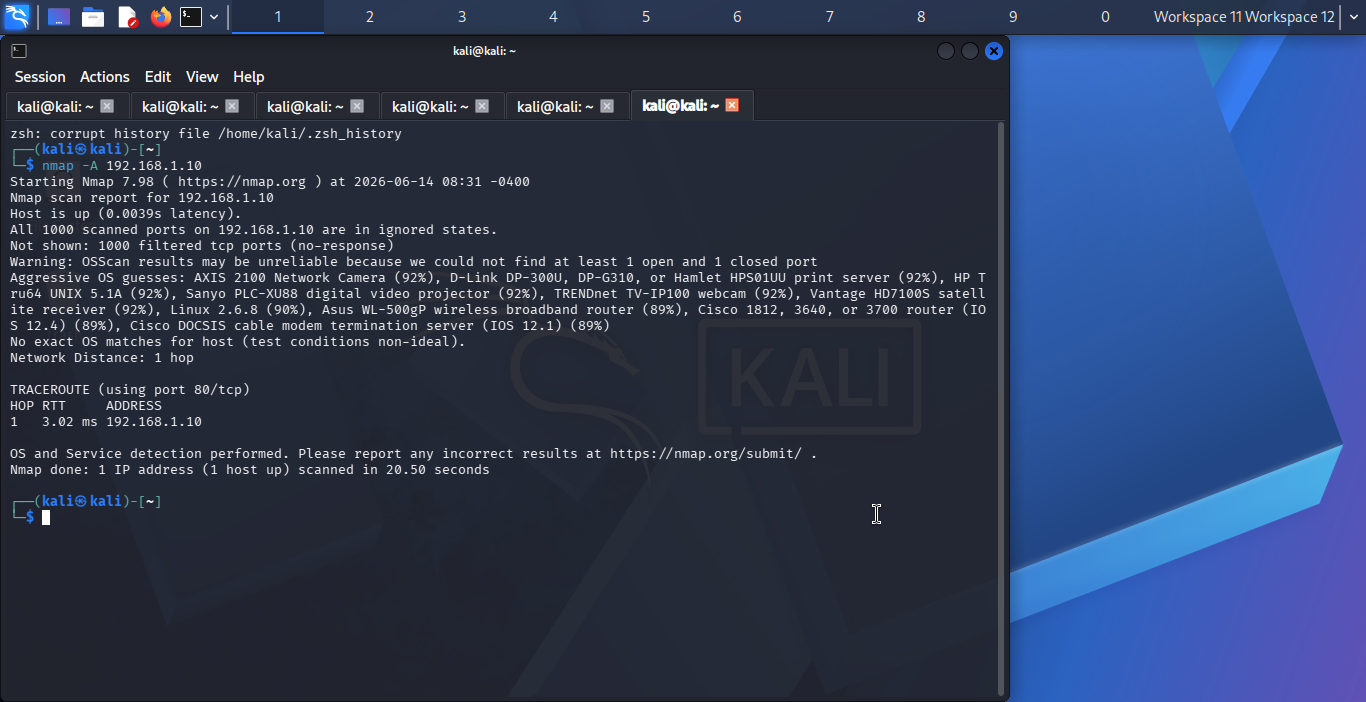 1 2 3 4 5 6 7 8 9 0 Workspace 11 Workspace 12
kali@kali: ~
Session Actions Edit View Help
kali@kali: ~ kali@kali: ~ kali@kali: ~ kali@kali: ~ kali@kali: ~ kali@kali: ~
zsh: corrupt history file /home/kali/.zsh_history
┌──(kali㉿kali)-[~]
└─$ nmap -A 192.168.1.10
Starting Nmap 7.98 ( https://nmap.org ) at 2026-06-14 08:31 -0400
Nmap scan report for 192.168.1.10
Host is up (0.0039s latency).
All 1000 scanned ports on 192.168.1.10 are in ignored states.
Not shown: 1000 filtered tcp ports (no-response)
Warning: OSScan results may be unreliable because we could not find at least 1 open and 1 closed port
Aggressive OS guesses: AXIS 2100 Network Camera (92%), D-Link DP-300U, DP-G310, or Hamlet HPS01UU print server (92%), HP T
ru64 UNIX 5.1A (92%), Sanyo PLC-XU88 digital video projector (92%), TRENDnet TV-IP100 webcam (92%), Vantage HD7100S satell
ite receiver (92%), Linux 2.6.8 (90%), Asus WL-500gP wireless broadband router (89%), Cisco 1812, 3640, or 3700 router (IO
S 12.4) (89%), Cisco DOCSIS cable modem termination server (IOS 12.1) (89%)
No exact OS matches for host (test conditions non-ideal).
Network Distance: 1 hop
TRACEROUTE (using port 80/tcp)
HOP RTT     ADDRESS
1   3.02 ms 192.168.1.10
OS and Service detection performed. Please report any incorrect results at https://nmap.org/submit/ .
Nmap done: 1 IP address (1 host up) scanned in 20.50 seconds
┌──(kali㉿kali)-[~]
└─$
KALI